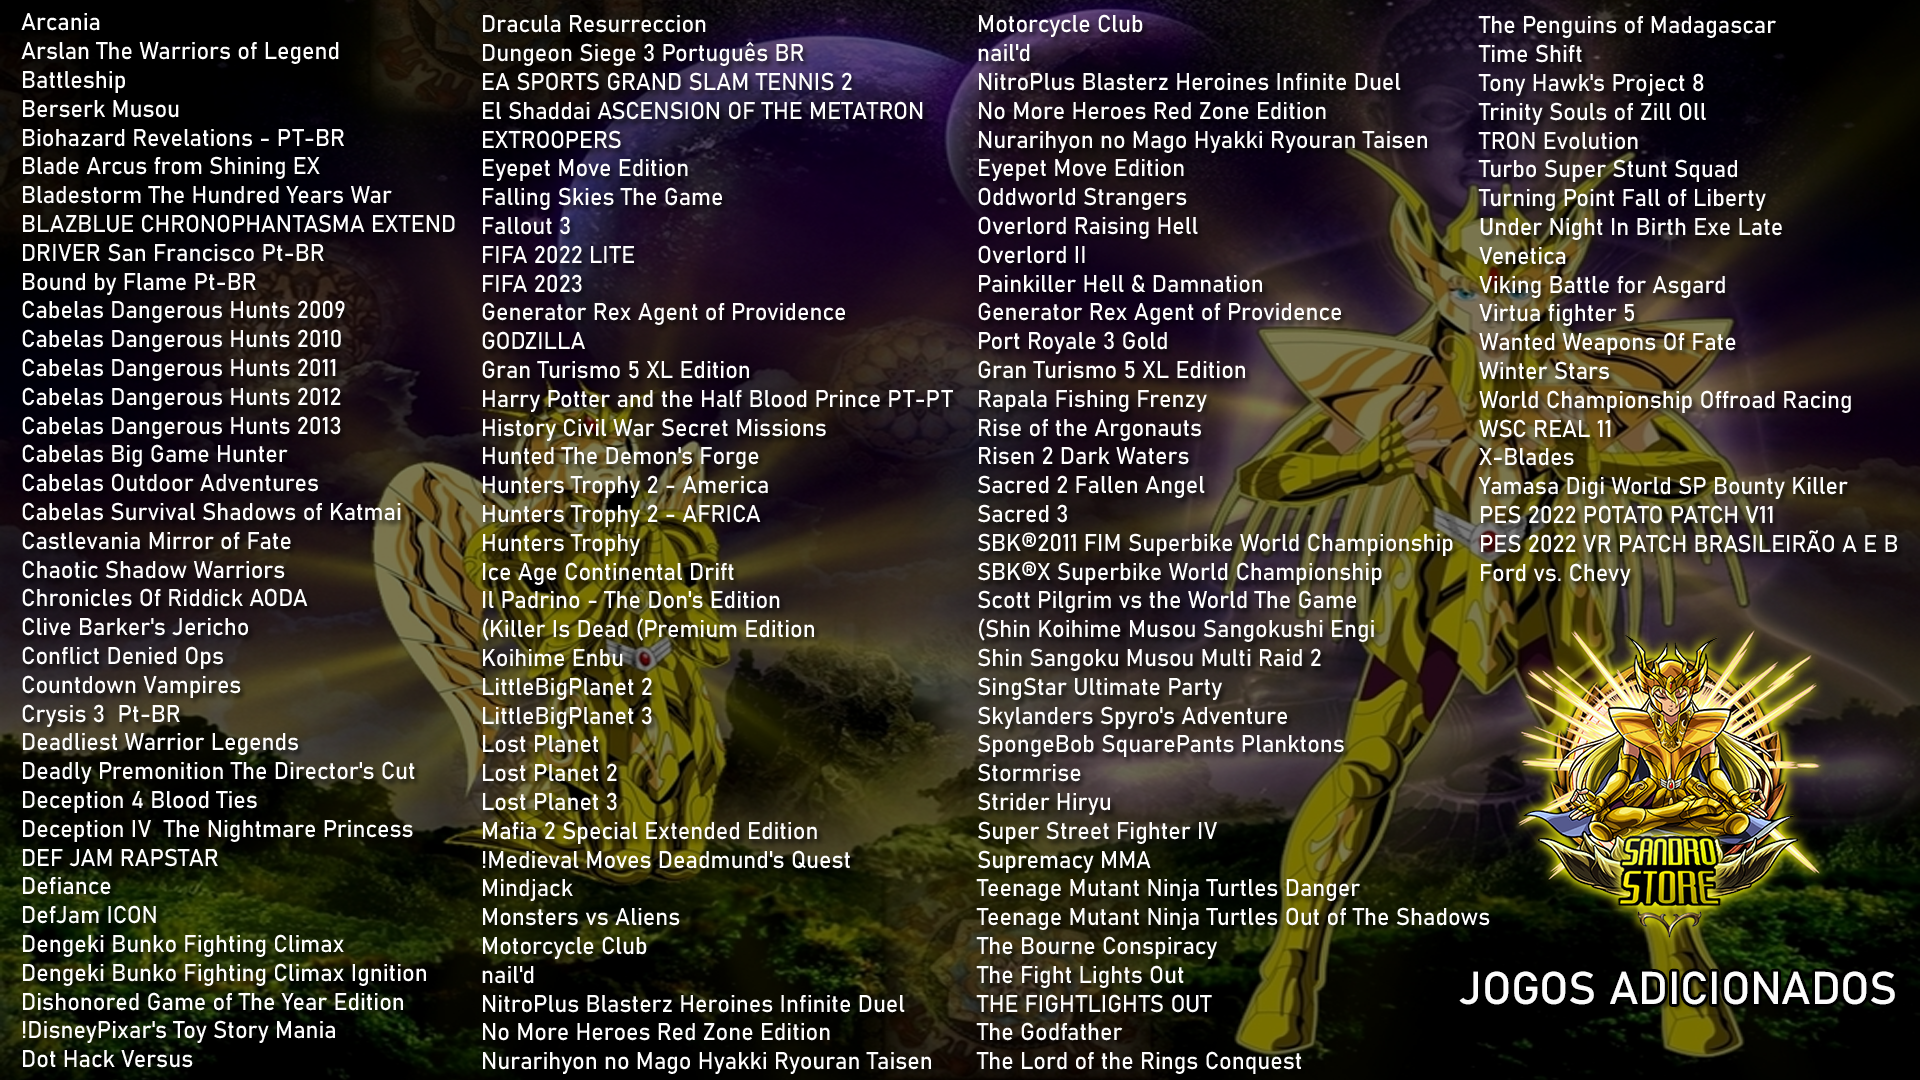 Arcania
Arslan The Warriors of Legend
Battleship
Berserk Musou
Biohazard Revelations - PT-BR
Blade Arcus from Shining EX
Bladestorm The Hundred Years War
BLAZBLUE CHRONOPHANTASMA EXTEND
DRIVER San Francisco Pt-BR
Bound by Flame Pt-BR
Cabelas Dangerous Hunts 2009
Cabelas Dangerous Hunts 2010
Cabelas Dangerous Hunts 2011
Cabelas Dangerous Hunts 2012
Cabelas Dangerous Hunts 2013
Cabelas Big Game Hunter
Cabelas Outdoor Adventures
Cabelas Survival Shadows of Katmai
Castlevania Mirror of Fate
Chaotic Shadow Warriors
Chronicles Of Riddick AODA
Clive Barker's Jericho
Conflict Denied Ops
Countdown Vampires
Crysis 3  Pt-BR
Deadliest Warrior Legends
Deadly Premonition The Director's Cut
Deception 4 Blood Ties
Deception IV  The Nightmare Princess
DEF JAM RAPSTAR
Defiance
DefJam ICON
Dengeki Bunko Fighting Climax
Dengeki Bunko Fighting Climax Ignition
Dishonored Game of The Year Edition
!DisneyPixar's Toy Story Mania
Dot Hack Versus
Dracula Resurreccion
Dungeon Siege 3 Português BR
EA SPORTS GRAND SLAM TENNIS 2
El Shaddai ASCENSION OF THE METATRON
EXTROOPERS
Eyepet Move Edition
Falling Skies The Game
Fallout 3
FIFA 2022 LITE
FIFA 2023
Generator Rex Agent of Providence
GODZILLA
Gran Turismo 5 XL Edition
Harry Potter and the Half Blood Prince PT-PT
History Civil War Secret Missions
Hunted The Demon's Forge
Hunters Trophy 2 - America
Hunters Trophy 2 - AFRICA
Hunters Trophy
Ice Age Continental Drift
Il Padrino - The Don's Edition
(Killer Is Dead (Premium Edition
Koihime Enbu
LittleBigPlanet 2
LittleBigPlanet 3
Lost Planet
Lost Planet 2
Lost Planet 3
Mafia 2 Special Extended Edition
!Medieval Moves Deadmund's Quest
Mindjack
Monsters vs Aliens
Motorcycle Club
nail'd
NitroPlus Blasterz Heroines Infinite Duel
No More Heroes Red Zone Edition
Nurarihyon no Mago Hyakki Ryouran Taisen
Motorcycle Club
nail'd
NitroPlus Blasterz Heroines Infinite Duel
No More Heroes Red Zone Edition
Nurarihyon no Mago Hyakki Ryouran Taisen
Eyepet Move Edition
Oddworld Strangers
Overlord Raising Hell
Overlord II
Painkiller Hell & Damnation
Generator Rex Agent of Providence
Port Royale 3 Gold
Gran Turismo 5 XL Edition
Rapala Fishing Frenzy
Rise of the Argonauts
Risen 2 Dark Waters
Sacred 2 Fallen Angel
Sacred 3
SBK®2011 FIM Superbike World Championship
SBK®X Superbike World Championship
Scott Pilgrim vs the World The Game
(Shin Koihime Musou Sangokushi Engi
Shin Sangoku Musou Multi Raid 2
SingStar Ultimate Party
Skylanders Spyro's Adventure
SpongeBob SquarePants Planktons
Stormrise
Strider Hiryu
Super Street Fighter IV
Supremacy MMA
Teenage Mutant Ninja Turtles Danger
Teenage Mutant Ninja Turtles Out of The Shadows
The Bourne Conspiracy
The Fight Lights Out
THE FIGHTLIGHTS OUT
The Godfather
The Lord of the Rings Conquest
The Penguins of Madagascar
Time Shift
Tony Hawk's Project 8
Trinity Souls of Zill Oll
TRON Evolution
Turbo Super Stunt Squad
Turning Point Fall of Liberty
Under Night In Birth Exe Late
Venetica
Viking Battle for Asgard
Virtua fighter 5
Wanted Weapons Of Fate
Winter Stars
World Championship Offroad Racing
WSC REAL 11
X-Blades
Yamasa Digi World SP Bounty Killer
PES 2022 POTATO PATCH V11
PES 2022 VR PATCH BRASILEIRÃO A E B
Ford vs. Chevy
SANDRO
STORE
JOGOS ADICIONADOS